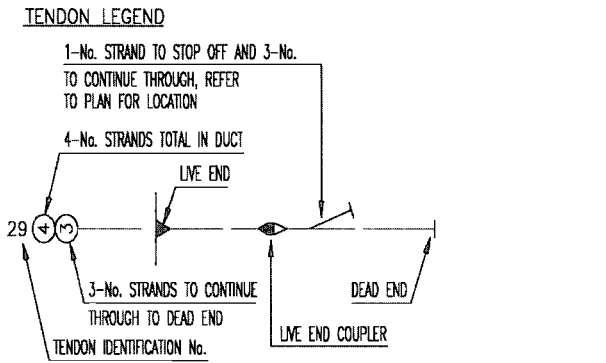 TENDON LEGEND
1-No. STRAND TO STOP OFF AND 3-No.
TO CONTINUE THROUGH, REFER
TO PLAN FOR LOCATION
4-No. STRANDS TOTAL IN DUCT
LIVE END
29 4 3
3-No. STRANDS TO CONTINUE
THROUGH TO DEAD END
DEAD END
LIVE END COUPLER
TENDON IDENTIFICATION No.